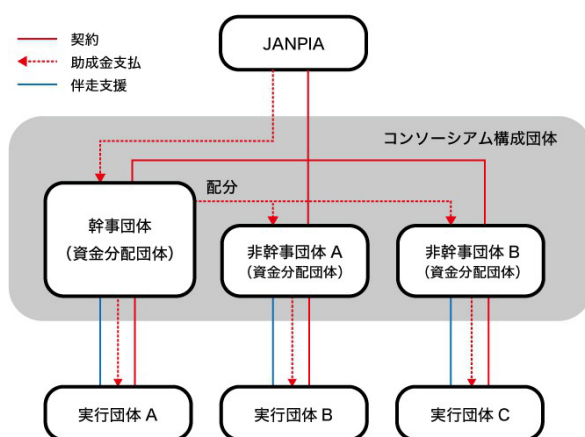 契約
助成金支払
伴走支援
JANPIA
コンソーシアム構成団体
配分
幹事団体
（資金分配団体）
非幹事団体 A
（資金分配団体）
非幹事団体 B
（資金分配団体）
実行団体 A
実行団体 B
実行団体 C